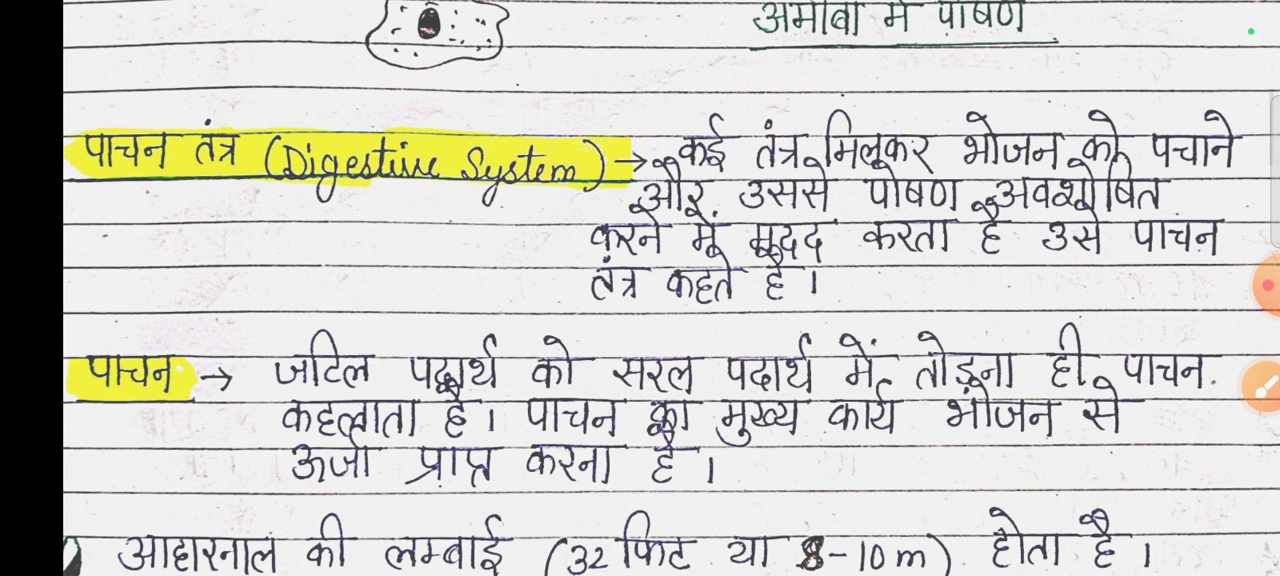 अमीबा में पोषण
पाचन तंत्र (Digestive System) → कई तंत्र मिलकर भोजन को पचाने
और उससे पोषण अवशोषित
करने में मदद करता है उसे पाचन
तंत्र कहते है।
पाचन → जटिल पदार्थ को सरल पदार्थ में तोड़ना ही पाचन
कहलाता है। पाचन का मुख्य कार्य भोजन से
ऊर्जा प्राप्त करना है।
आहारनाल की लम्बाई (32 फिट या 8-10m) होता है।